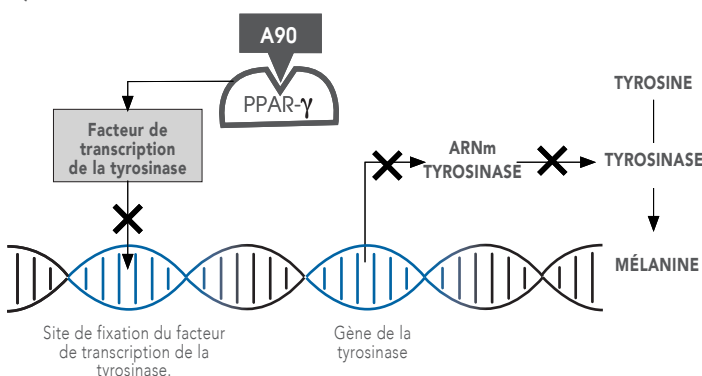 A90
PPAR-γ
Facteur de
transcription
de la tyrosinase
ARNm
TYROSINASE
TYROSINE
TYROSINASE
MÉLANINE
Site de fixation du facteur
de transcription de la
tyrosinase.
Gène de la
tyrosinase